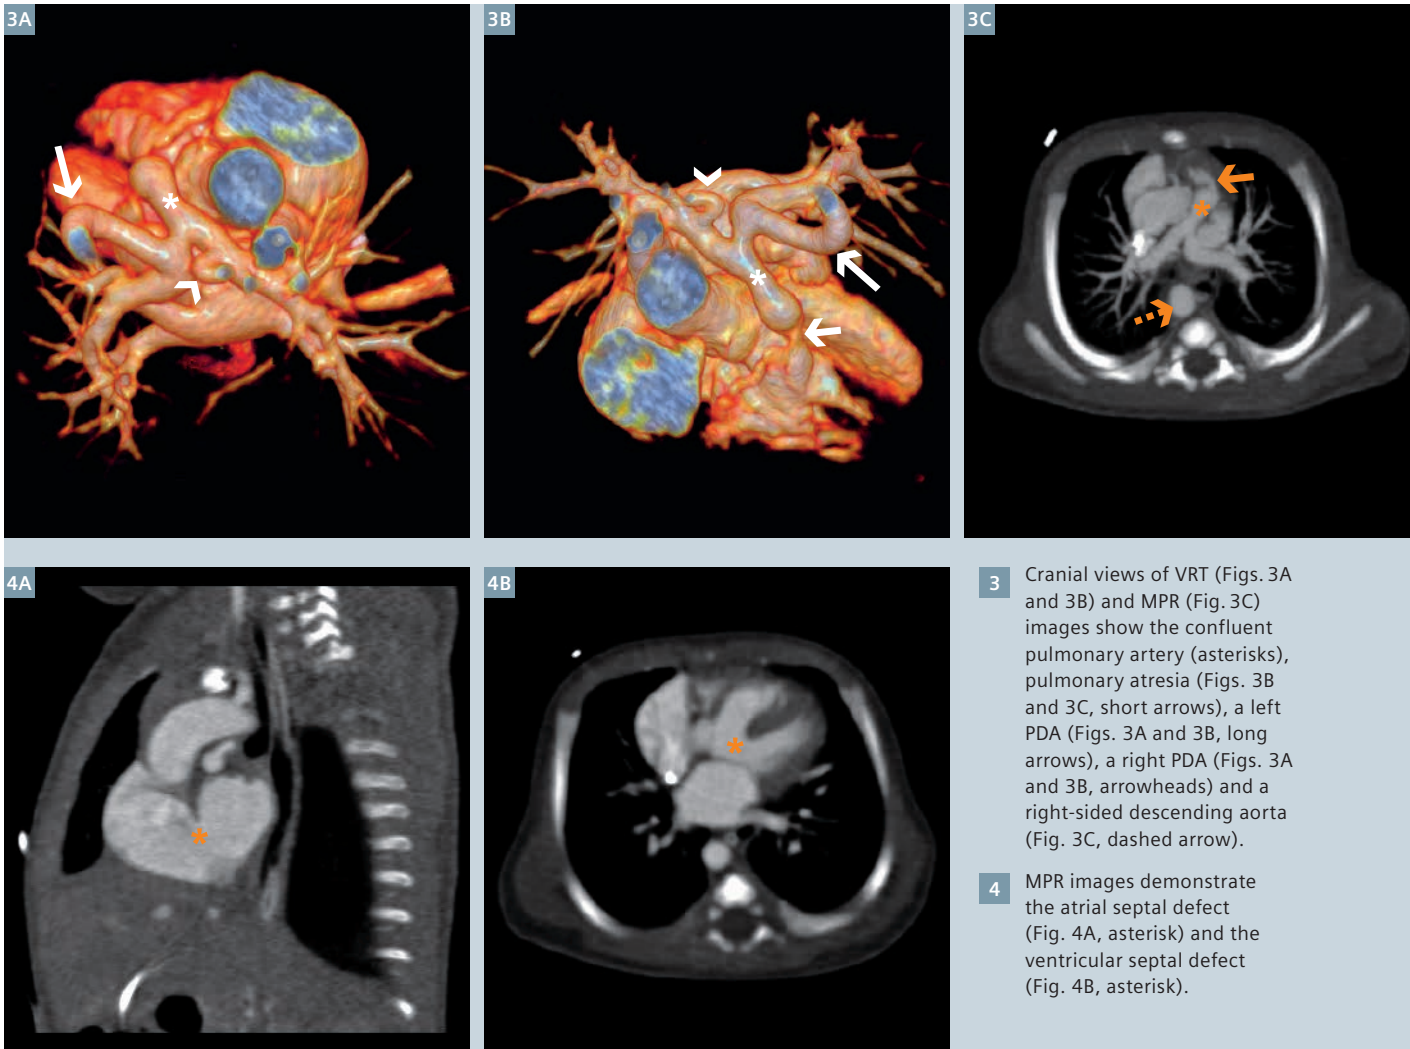 3A
3B
3C
4A
4B
3
Cranial views of VRT (Figs. 3A
and 3B) and MPR (Fig. 3C)
images show the confluent
pulmonary artery (asterisks),
pulmonary atresia (Figs. 3B
and 3C, short arrows), a left
PDA (Figs. 3A and 3B, long
arrows), a right PDA (Figs. 3A
and 3B, arrowheads) and a
right-sided descending aorta
(Fig. 3C, dashed arrow).
4
MPR images demonstrate
the atrial septal defect
(Fig. 4A, asterisk) and the
ventricular septal defect
(Fig. 4B, asterisk).